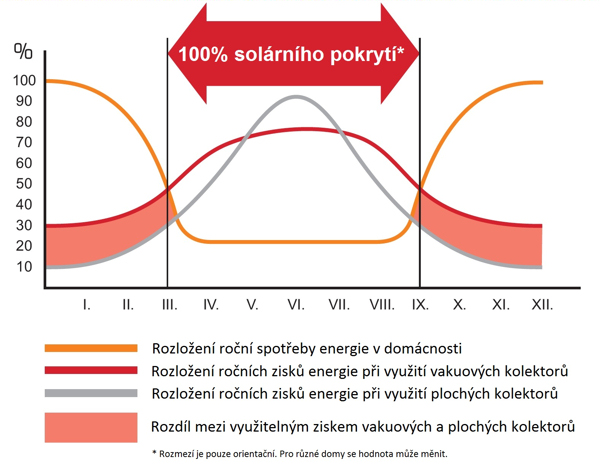 100% solárního pokrytí*
%
100
90
80
70
60
50
40
30
20
10
I. II. III. IV. V. VI. VII. VIII. IX. X. XI. XII.
Rozložení roční spotřeby energie v domácnosti
Rozložení ročních zisků energie při využití vakuových kolektorů
Rozložení ročních zisků energie při využití plochých kolektorů
Rozdíl mezi využitelným ziskem vakuových a plochých kolektorů
* Rozmezí je pouze orientační. Pro různé domy se hodnota může měnit.